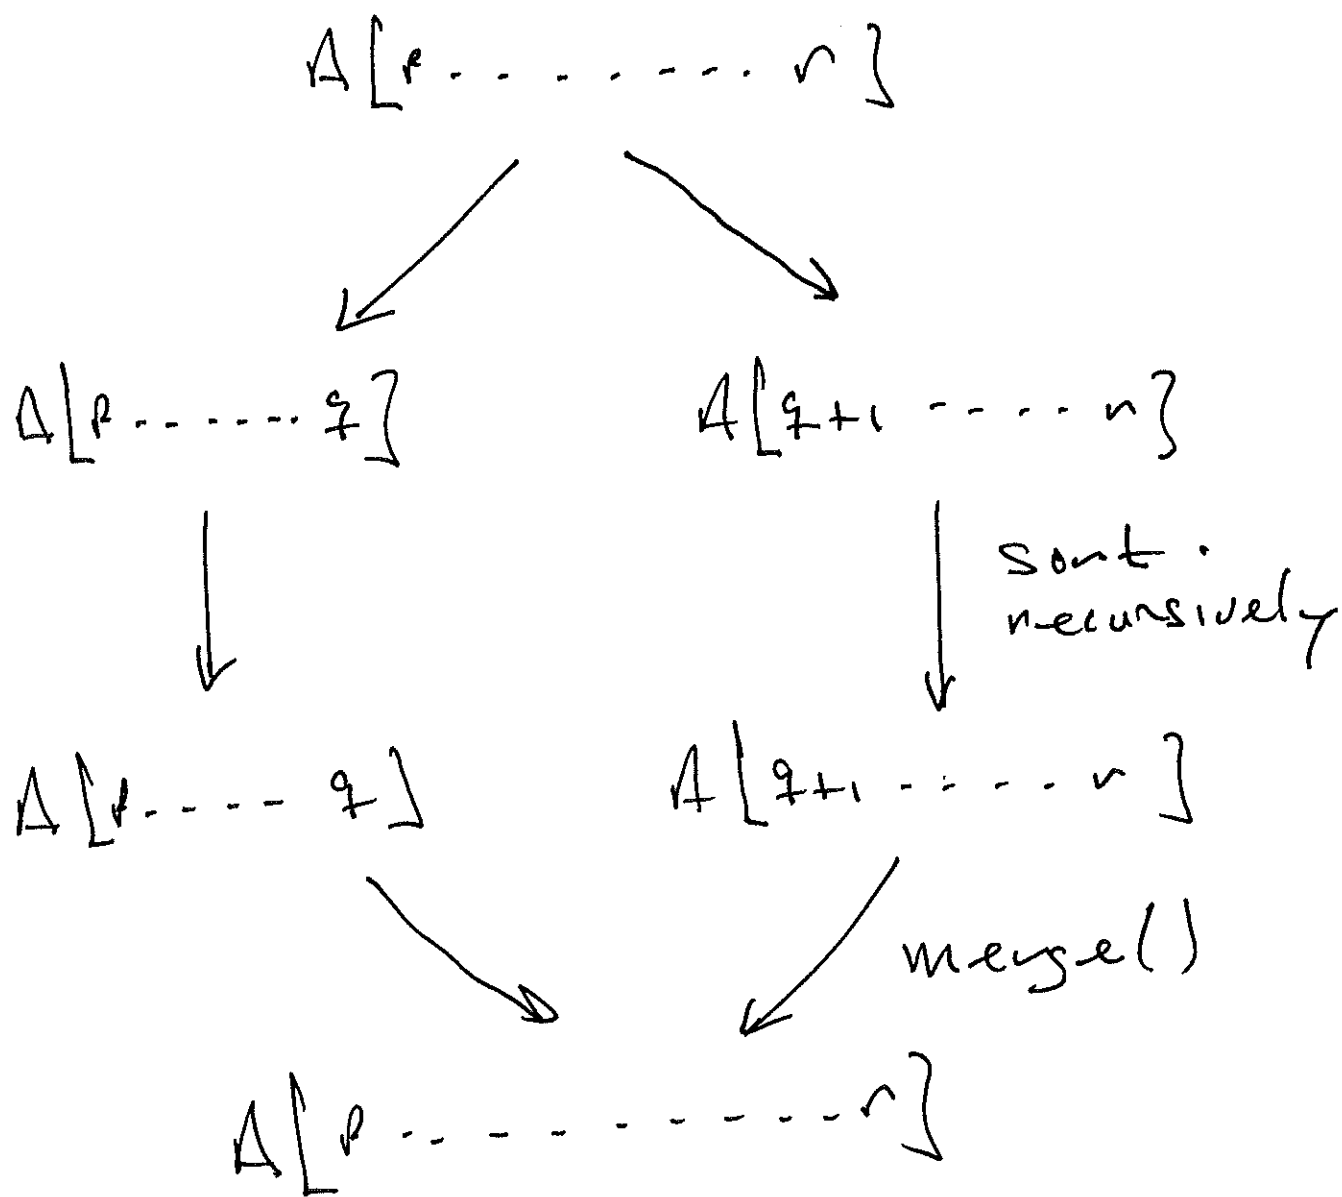 A[p . . . . . . . r]
A[p . . . . . . q]
A[q+1 . . . . r]
sort .
recursively
A[p . . . . q]
A[q+1 . . . . . r]
merge()
A[p . . . . . . . . . r]